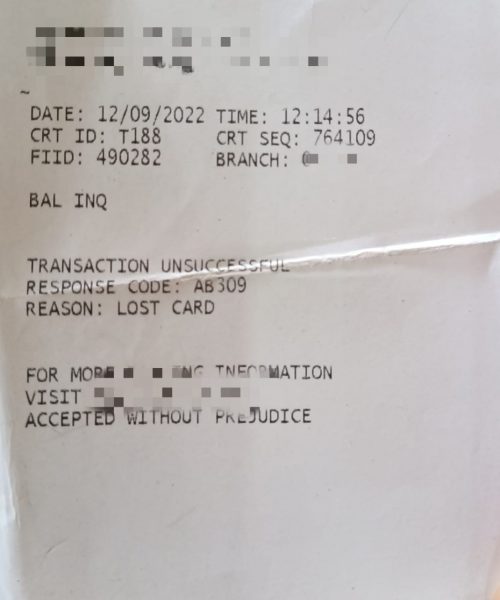 ~
DATE: 12/09/2022 TIME: 12:14:56
CRT ID: T188 CRT SEQ: 764109
FIID: 490282 BRANCH:
BAL INQ
TRANSACTION UNSUCCESSFUL
RESPONSE CODE: AB309
REASON: LOST CARD
FOR MORE INFORMATION
VISIT
ACCEPTED WITHOUT PREJUDICE